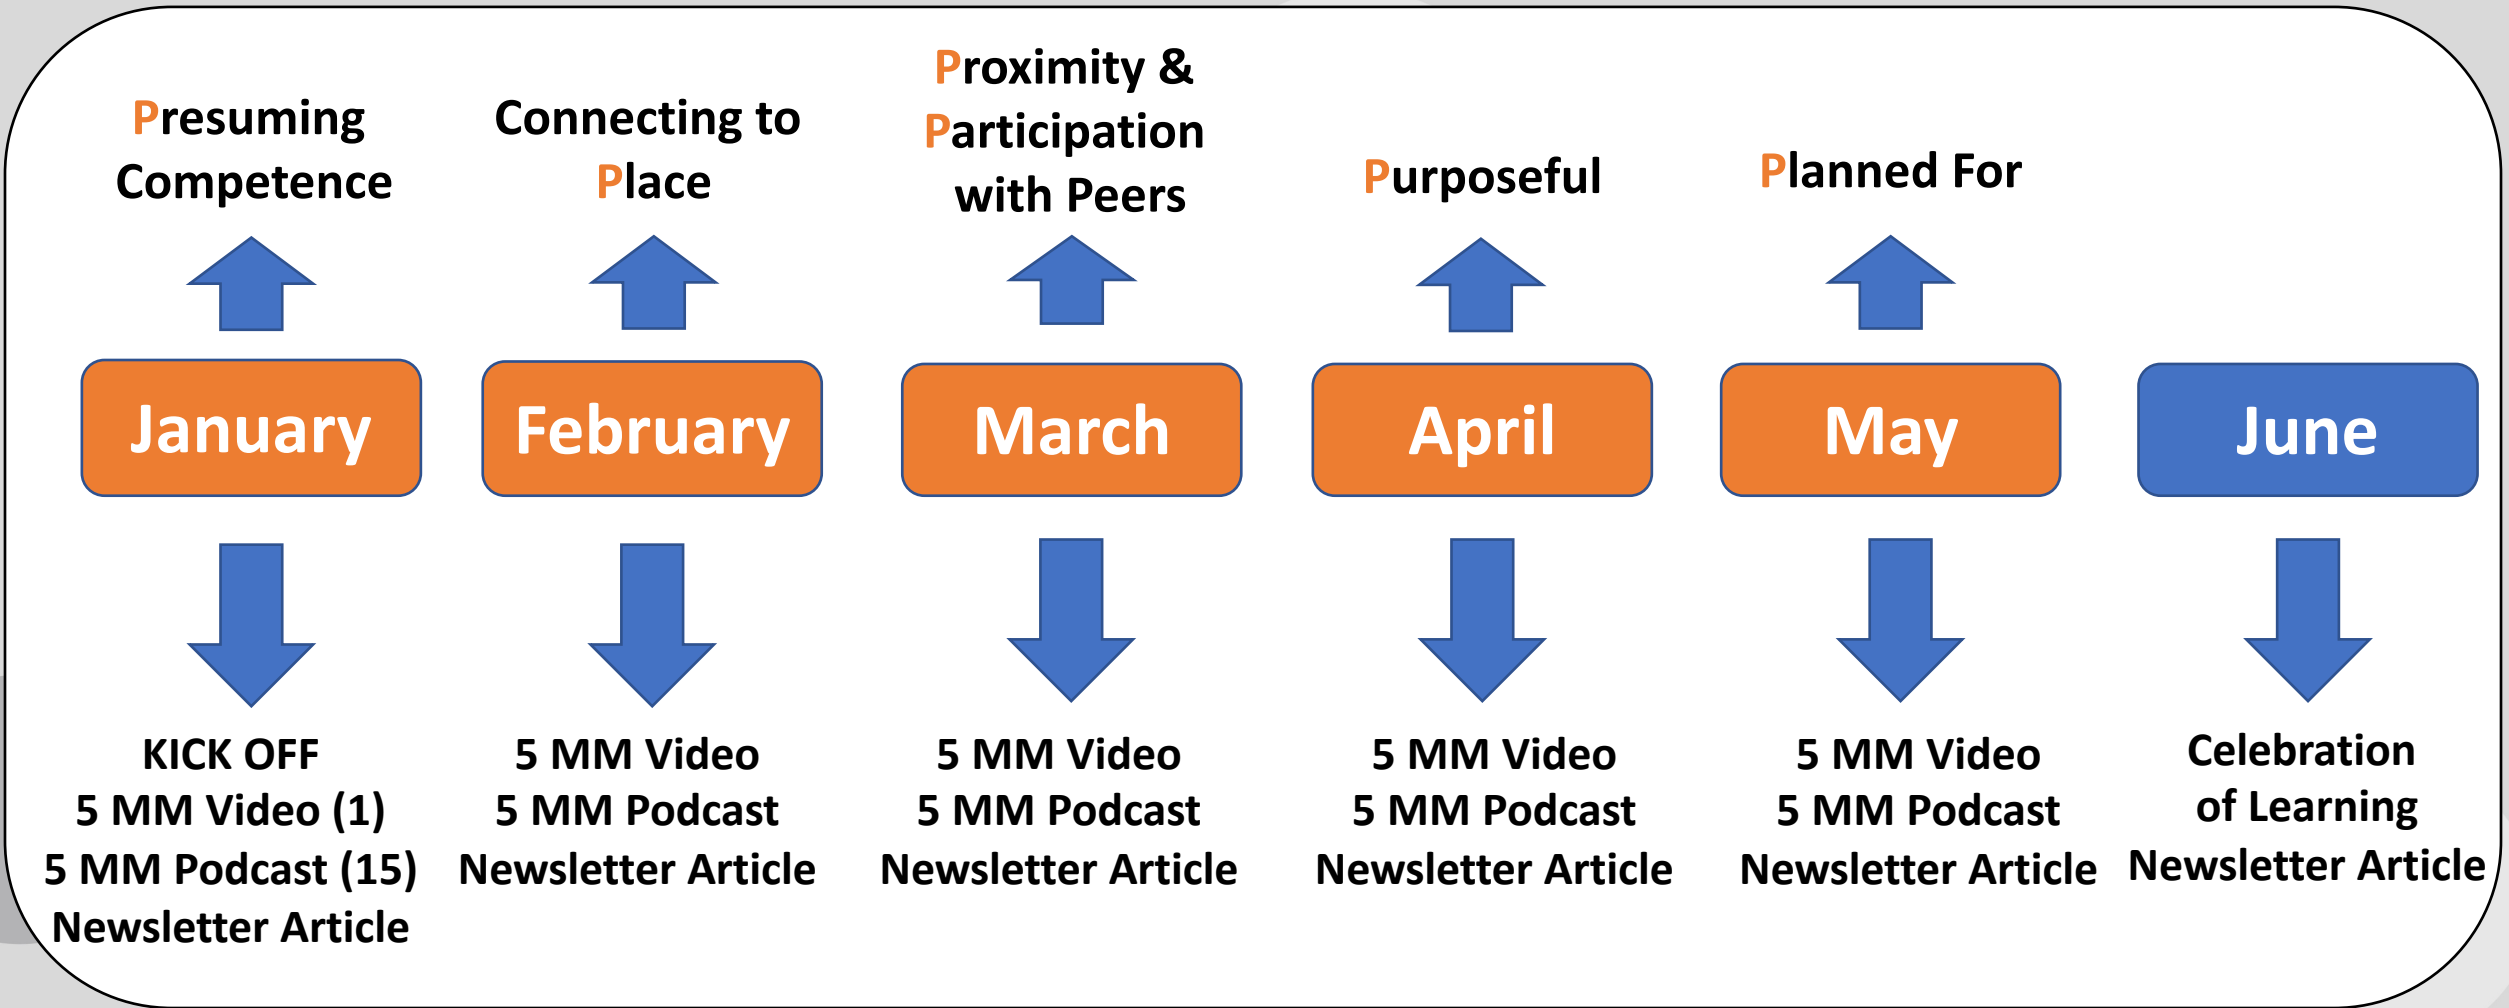 Presuming
Competence
Connecting to
Place
Proximity &
Participation
with Peers
Purposeful
Planned For
January
February
March
April
May
June
KICK OFF
5 MM Video (1)
5 MM Podcast (15)
Newsletter Article
5 MM Video
5 MM Podcast
Newsletter Article
5 MM Video
5 MM Podcast
Newsletter Article
5 MM Video
5 MM Podcast
Newsletter Article
5 MM Video
5 MM Podcast
Newsletter Article
Celebration
of Learning
Newsletter Article